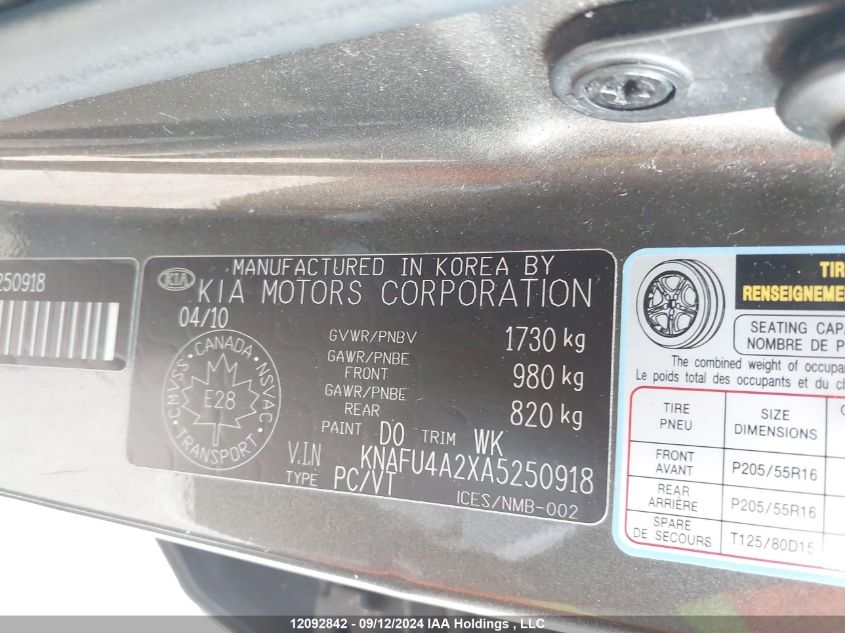 250918
KIA
MANUFACTURED IN KOREA BY
KIA MOTORS CORPORATION
04/10
GVWR/PNBV 1730 kg
GAWR/PNBE
FRONT 980 kg
GAWR/PNBE
REAR 820 kg
PAINT D0 TRIM WK
V.I.N KNAFU4A2XA5250918
TYPE PC/VT
ICES/NMB-002
CANADA
CMVSS NSVAC
E28
TRANSPORT
TIR
RENSEIGNEME
SEATING CAPA
NOMBRE DE P
The combined weight of occupa
Le poids total des occupants et du ch
TIRE
PNEU
SIZE
DIMENSIONS
FRONT
AVANT
P205/55R16
REAR
ARRIÈRE
P205/55R16
SPARE
DE SECOURS
T125/80D15
12092842 - 09/12/2024 IAA Holdings , LLC